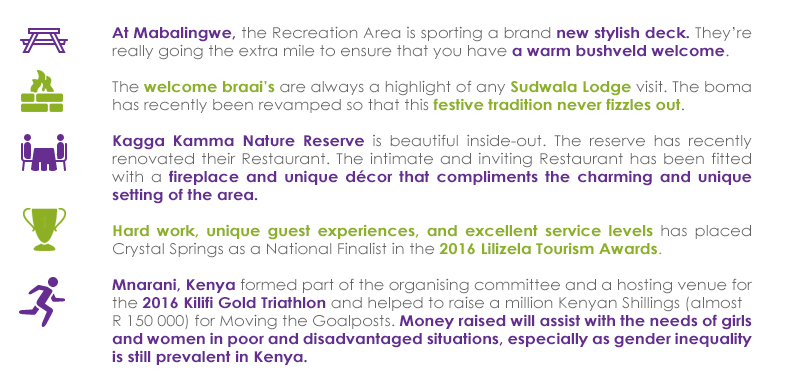 At Mabalingwe, the Recreation Area is sporting a brand new stylish deck. They're
really going the extra mile to ensure that you have a warm bushveld welcome.
The welcome braai's are always a highlight of any Sudwala Lodge visit. The boma
has recently been revamped so that this festive tradition never fizzles out.
Kagga Kamma Nature Reserve is beautiful inside-out. The reserve has recently
renovated their Restaurant. The intimate and inviting Restaurant has been fitted
with a fireplace and unique décor that compliments the charming and unique
setting of the area.
Hard work, unique guest experiences, and excellent service levels has placed
Crystal Springs as a National Finalist in the 2016 Lilizela Tourism Awards.
Mnarani, Kenya formed part of the organising committee and a hosting venue for
the 2016 Kilifi Gold Triathlon and helped to raise a million Kenyan Shillings (almost
R 150 000) for Moving the Goalposts. Money raised will assist with the needs of girls
and women in poor and disadvantaged situations, especially as gender inequality
is still prevalent in Kenya.